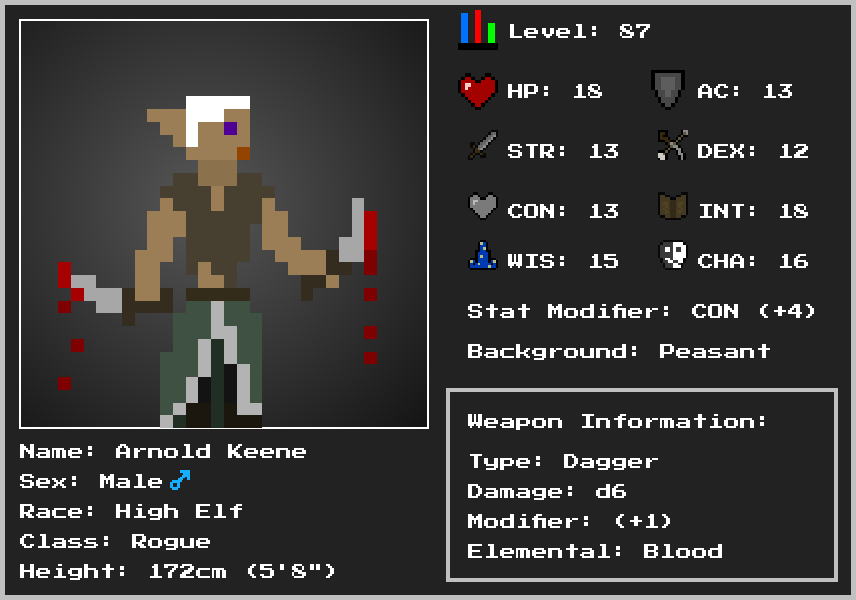 Level: 87
HP: 18 AC: 13
STR: 13 DEX: 12
CON: 13 INT: 18
WIS: 15 CHA: 16
Stat Modifier: CON (+4)
Background: Peasant
Weapon Information:
Type: Dagger
Damage: d6
Modifier: (+1)
Elemental: Blood
Name: Arnold Keene
Sex: Male ♂
Race: High Elf
Class: Rogue
Height: 172cm (5'8")